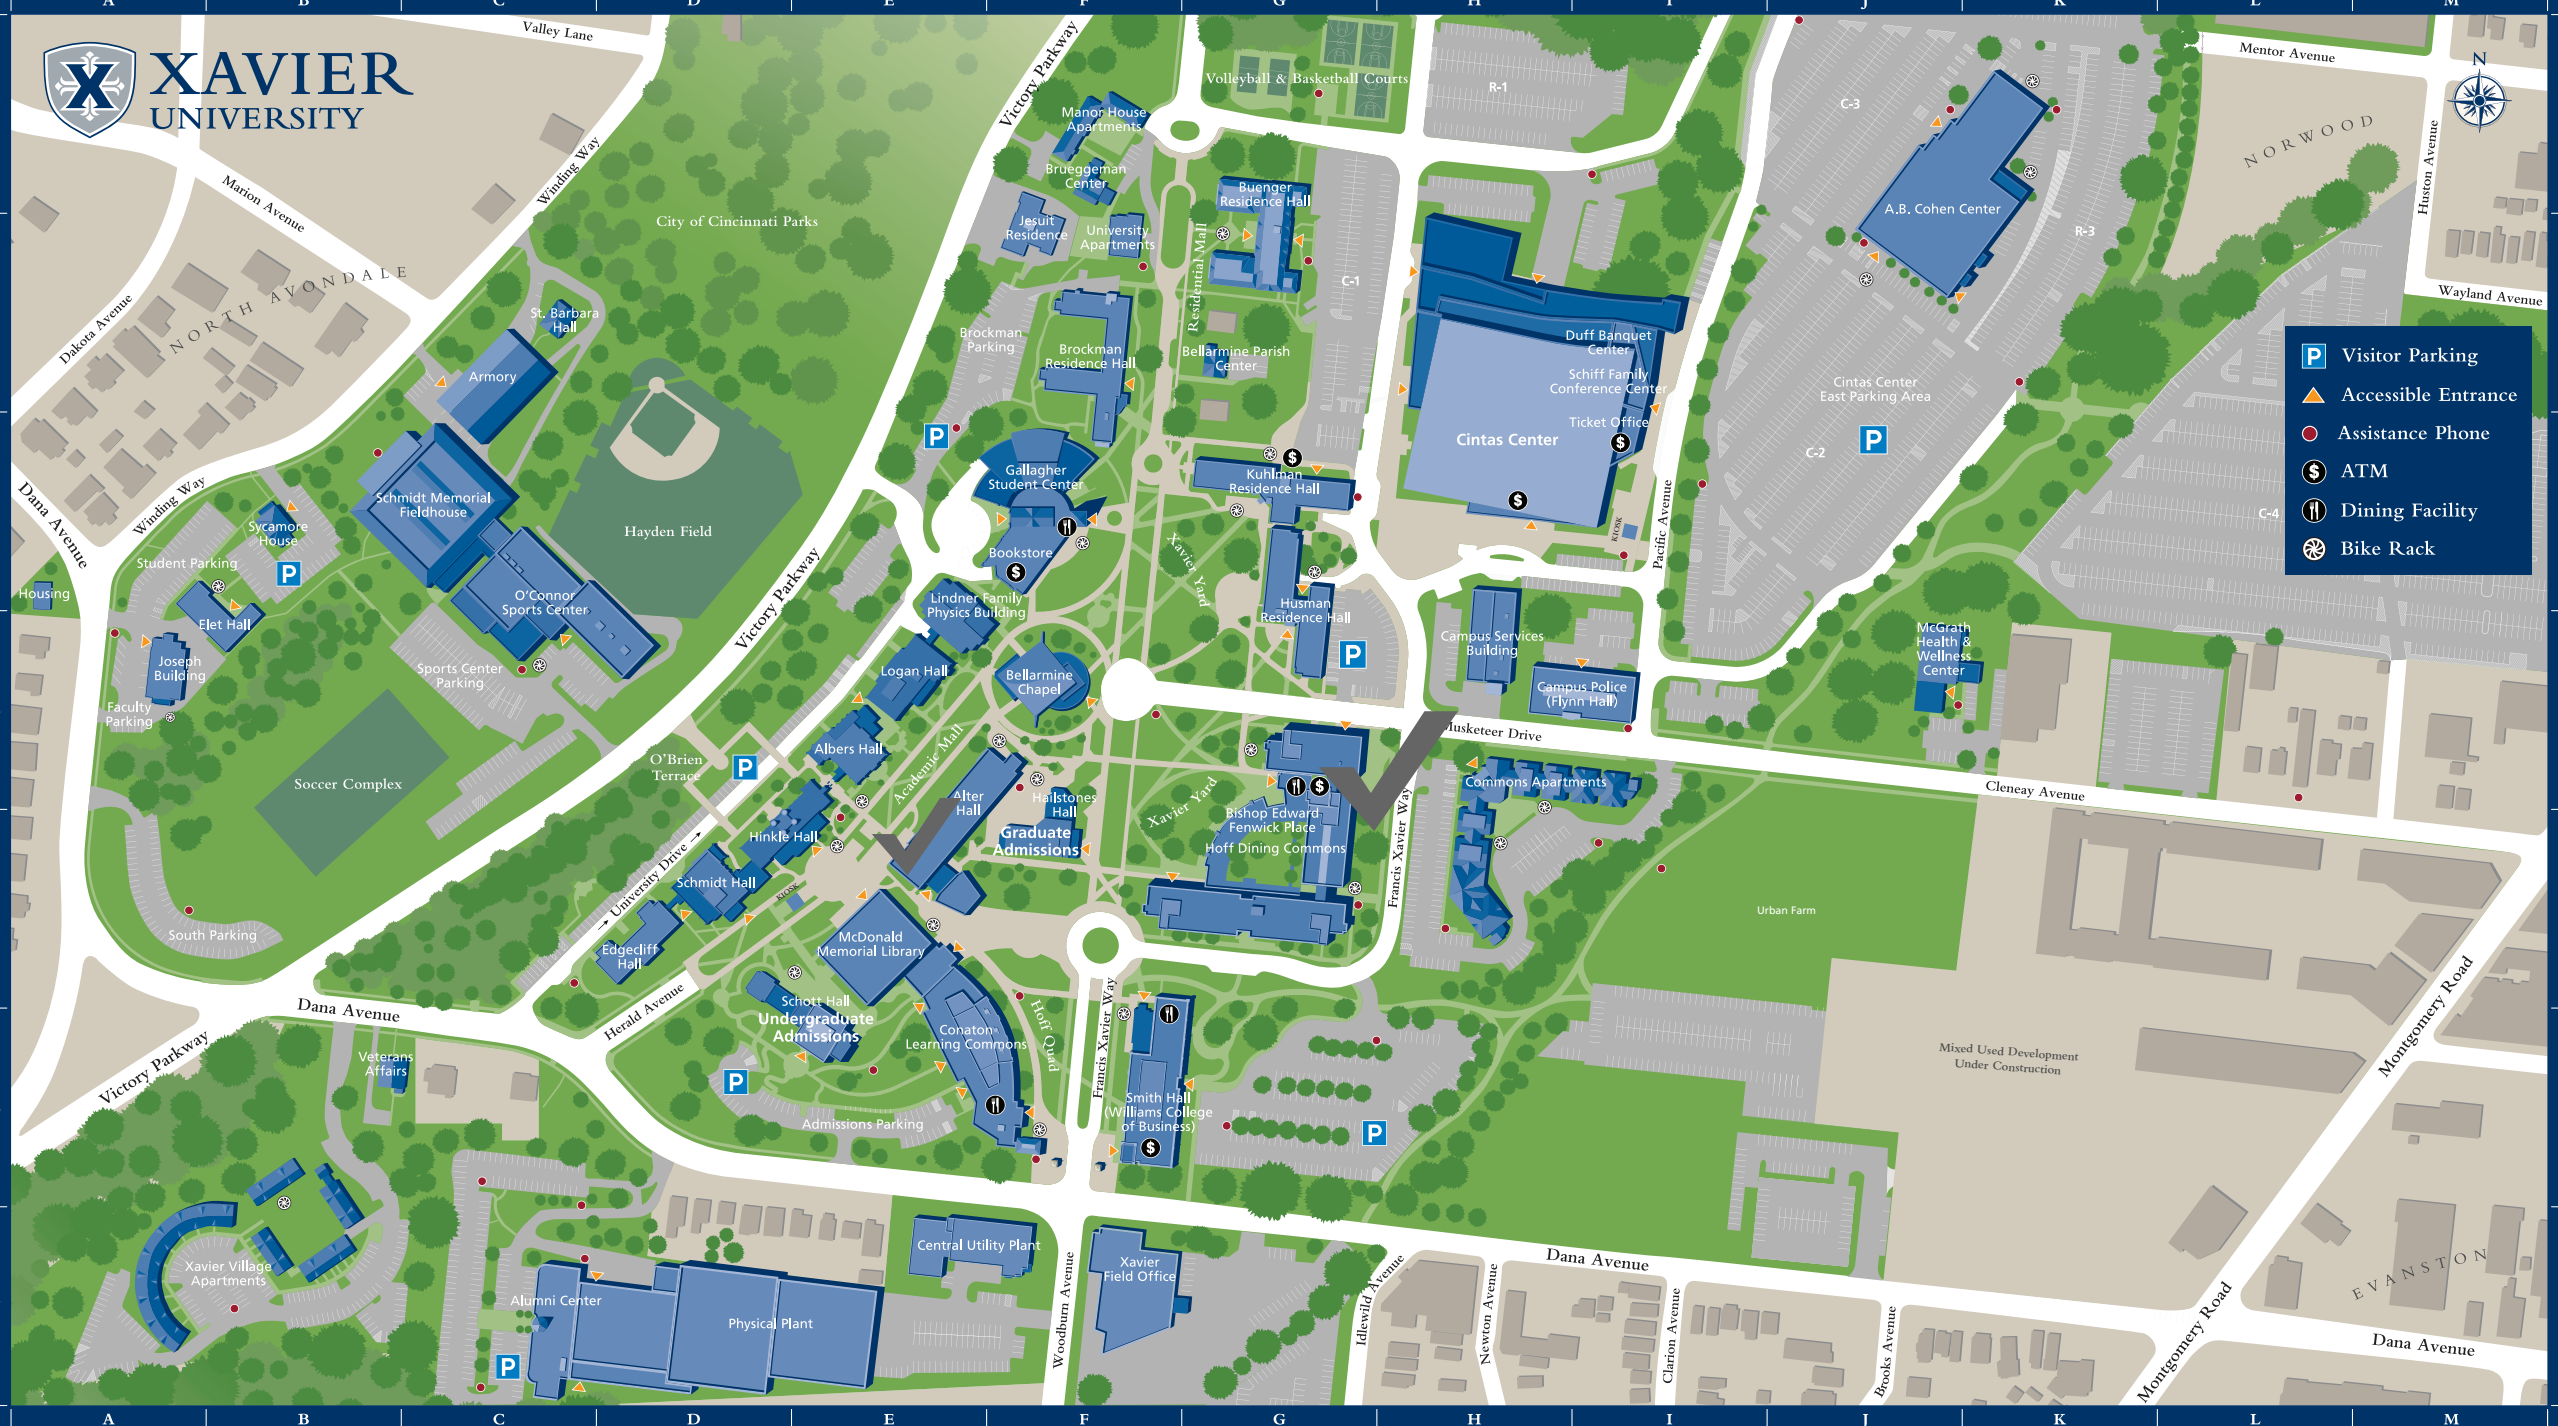 A B C D E F G H I J K L M
XAVIER
UNIVERSITY
Valley Lane
Victory Parkway
Volleyball & Basketball Courts
R-1
C-3
Mentor Avenue
N
NORWOOD
Huston Avenue
Manor House
Apartments
Brueggeman
Center
Winding Way
Marion Avenue
City of Cincinnati Parks
Jesuit
Residence
University
Apartments
Buenger
Residence Hall
Residential Mall
C-1
A.B. Cohen Center
R-3
Wayland Avenue
NORTH AVONDALE
Dakota Avenue
St. Barbara
Hall
Armory
Brockman
Parking
Brockman
Residence Hall
Bellarmine Parish
Center
Duff Banquet
Center
Schiff Family
Conference Center
Ticket Office
Cintas Center
Cintas Center
East Parking Area
C-2
P
P
P Visitor Parking
Accessible Entrance
Assistance Phone
$ ATM
Dining Facility
Bike Rack
C-4
Dana Avenue
Winding Way
Schmidt Memorial
Fieldhouse
Sycamore
House
Student Parking
P
Hayden Field
Gallagher
Student Center
Bookstore
$
Kuhlman
Residence Hall
$
$
$
KIOSK
Pacific Avenue
Xavier Yard
Housing
Elet Hall
Joseph
Building
Faculty
Parking
O'Connor
Sports Center
Sports Center
Parking
Victory Parkway
Lindner Family
Physics Building
Logan Hall
Bellarmine
Chapel
Husman
Residence Hall
P
Campus Services
Building
Campus Police
(Flynn Hall)
McGrath
Health &
Wellness
Center
Musketeer Drive
Cleneay Avenue
Soccer Complex
O'Brien
Terrace
P
Albers Hall
Academic Mall
Alter
Hall
Hailstones
Hall
Graduate
Admissions
Xavier Yard
$
Bishop Edward
Fenwick Place
Hoff Dining Commons
Francis Xavier Way
Commons Apartments
Urban Farm
Hinkle Hall
Schmidt Hall
KIOSK
University Drive
Edgecliff
Hall
South Parking
McDonald
Memorial Library
Dana Avenue
Herald Avenue
Schott Hall
Undergraduate
Admissions
Conaton
Learning Commons
Hoff Quad
Francis Xavier Way
Smith Hall
(Williams College
of Business)
$
P
P
Admissions Parking
Veterans
Affairs
Victory Parkway
Mixed Used Development
Under Construction
Montgomery Road
Xavier Village
Apartments
Alumni Center
P
Physical Plant
Central Utility Plant
Woodburn Avenue
Xavier
Field Office
Idlewild Avenue
Newton Avenue
Dana Avenue
Clarion Avenue
Brooks Avenue
Montgomery Road
EVANSTON
Dana Avenue
A B C D E F G H I J K L M